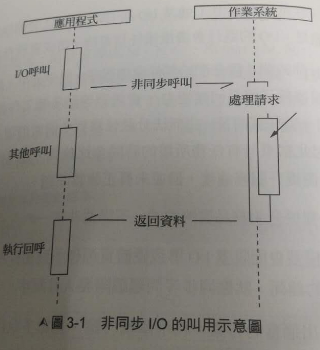 應用程式
作業系統
I/O呼叫
非同步呼叫
處理請求
其他呼叫
返回資料
執行回呼
圖 3-1 非同步 I/O 的叫用示意圖